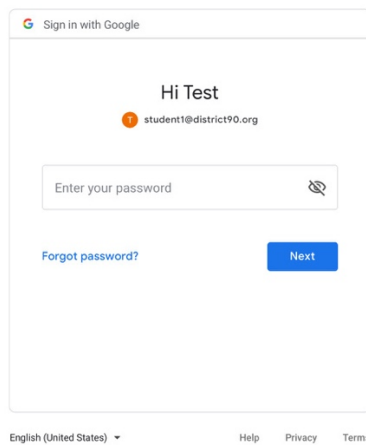 Sign in with Google
Hi Test
T student1@district90.org
Enter your password
Forgot password? Next
English (United States) Help Privacy Terms